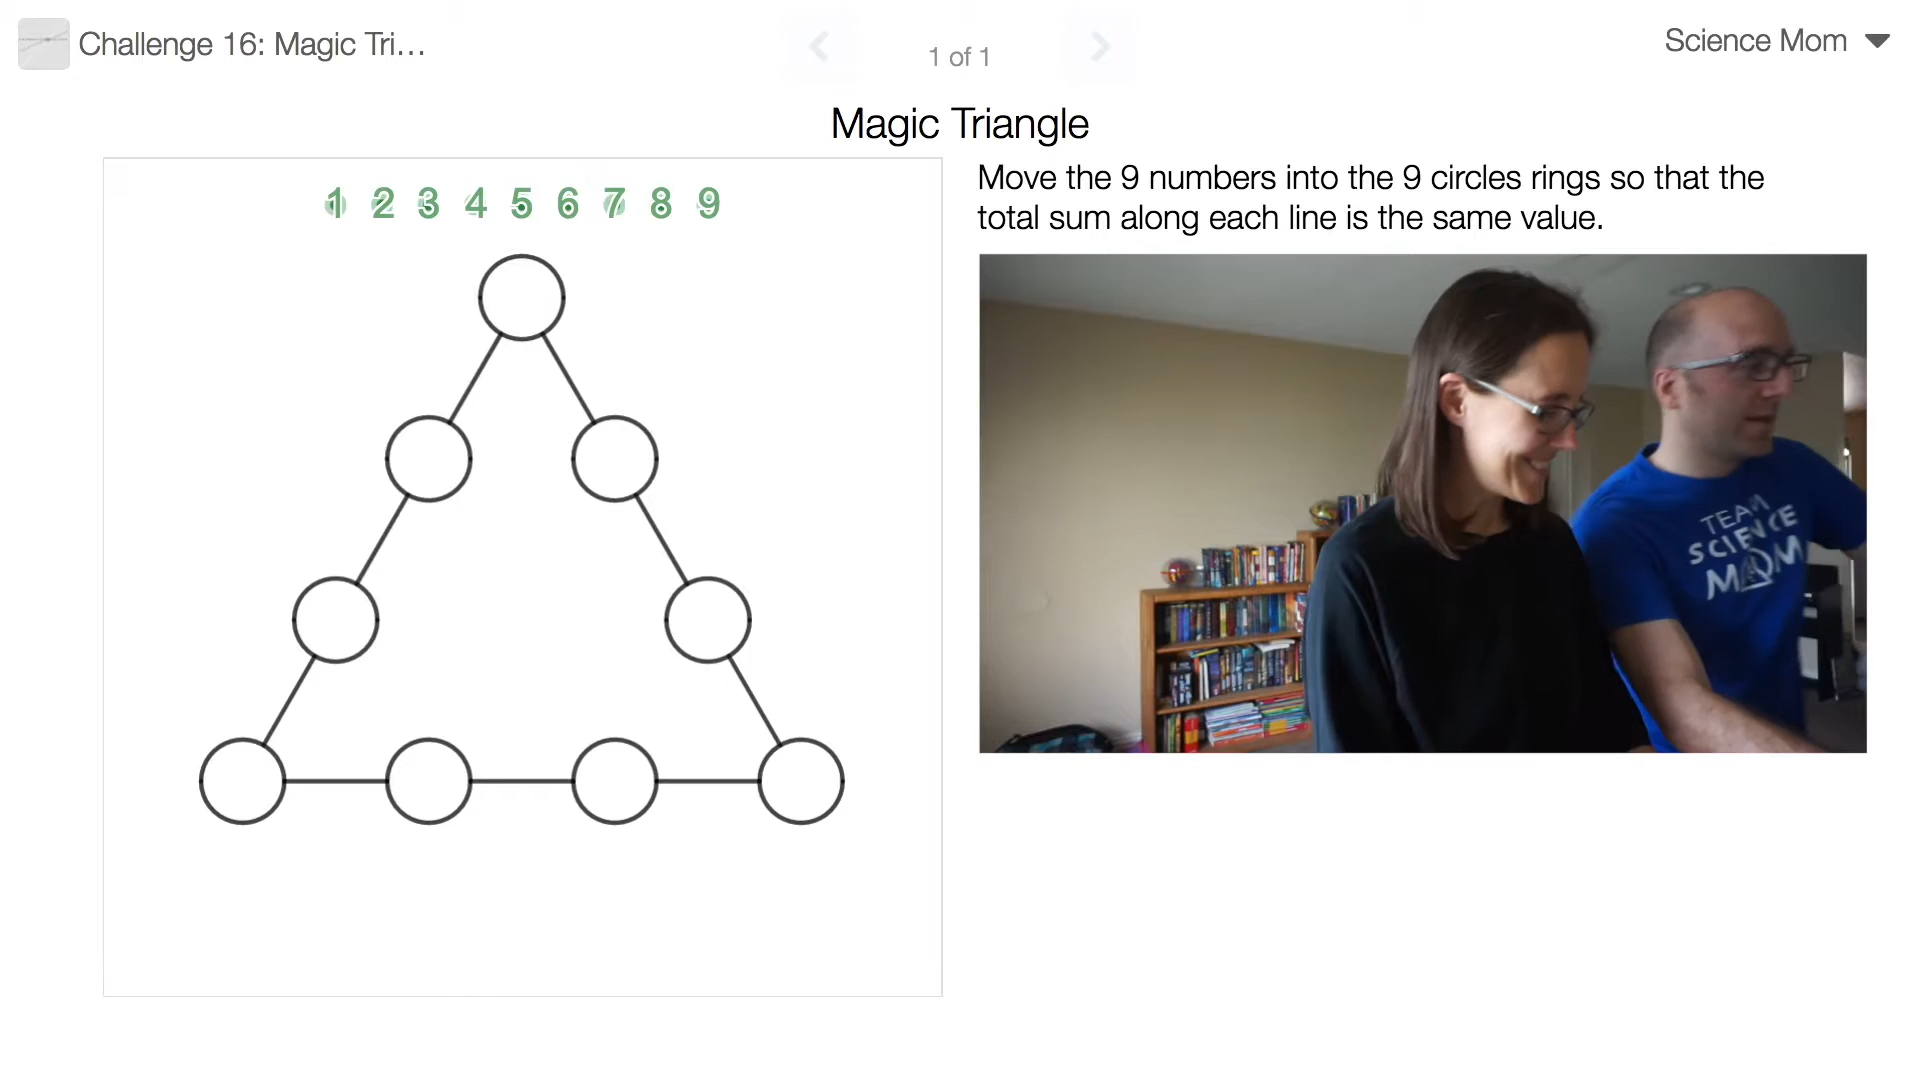 Challenge 16: Magic Tri...
1 of 1
Science Mom
Magic Triangle
1 2 3 4 5 6 7 8 9
Move the 9 numbers into the 9 circles rings so that the
total sum along each line is the same value.
TEAM
SCIENCE
MOM